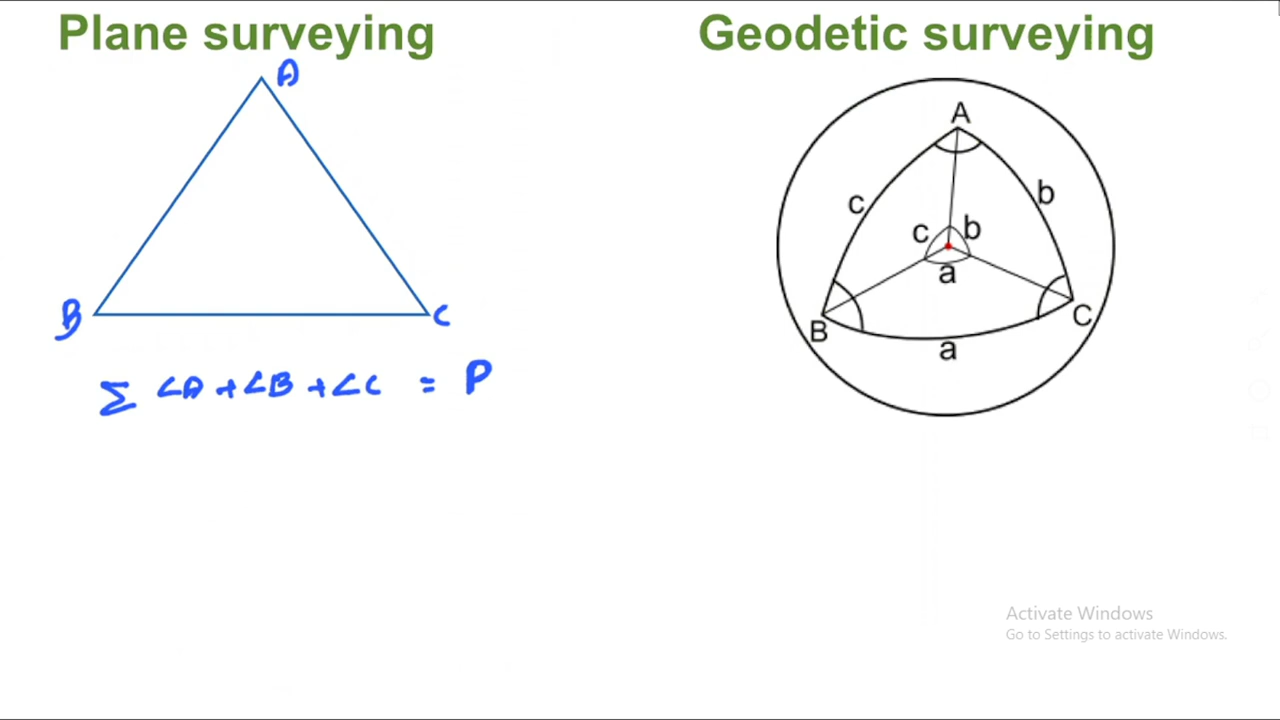 Plane surveying
Geodetic surveying
A
B
C
Σ ∠A + ∠B + ∠C = P
A
c
b
c
b
a
B
C
a
Activate Windows
Go to Settings to activate Windows.